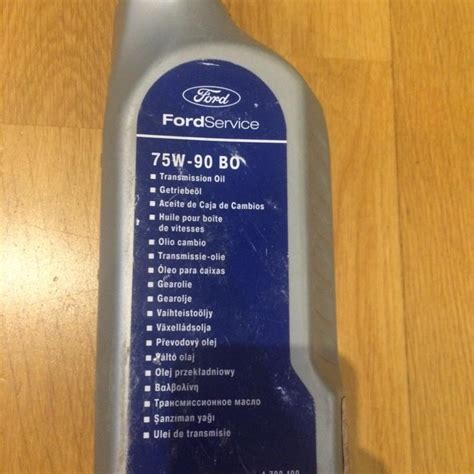 Ford
FordService
75W-90 BO
Transmission Oil
Getriebeöl
Aceite de Caja de Cambios
Huile pour boîte
de vitesses
Olio cambio
Transmissie-olie
Óleo para caixas
Gearolie
Gearolje
Vaihteistoöljy
Växellådsolja
Převodový olej
Váltó olaj
Olej przekładniowy
Βαλβολίνη
Трансмиссионное масло
Şanzıman yağı
Ulei de transmisie